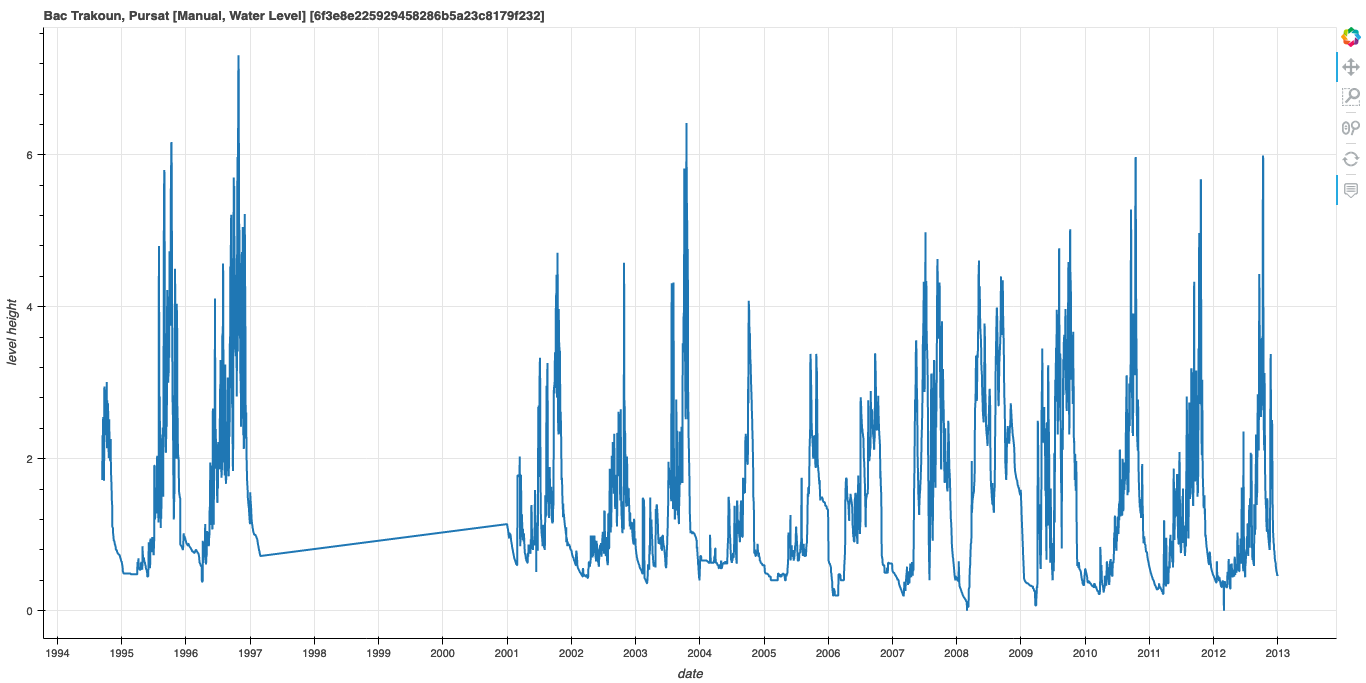 Bac Trakoun, Pursat [Manual, Water Level] [6f3e8e225929458286b5a23c8179f232]
6
4
2
0
level height
1994 1995 1996 1997 1998 1999 2000 2001 2002 2003 2004 2005 2006 2007 2008 2009 2010 2011 2012 2013
date